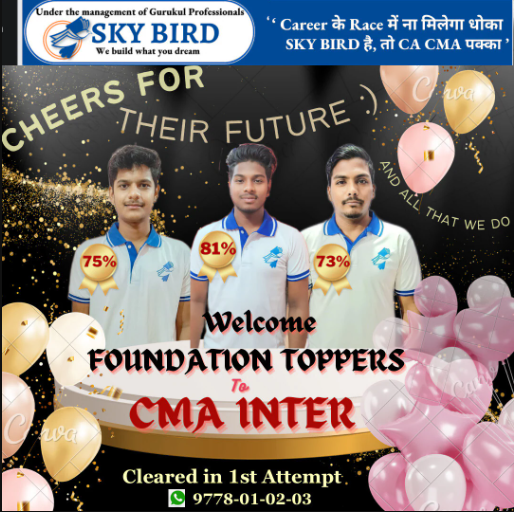 Under the management of Gurukul Professionals
SKY BIRD
We build what you dream
‘‘ Career के Race में ना मिलेगा धोका
SKY BIRD है, तो CA CMA पक्का ’
CHEERS FOR
THEIR FUTURE :)
AND ALL THAT WE DO
75%
81%
73%
Welcome
FOUNDATION TOPPERS
To
CMA INTER
Cleared in 1st Attempt
9778-01-02-03
Canva
Canva